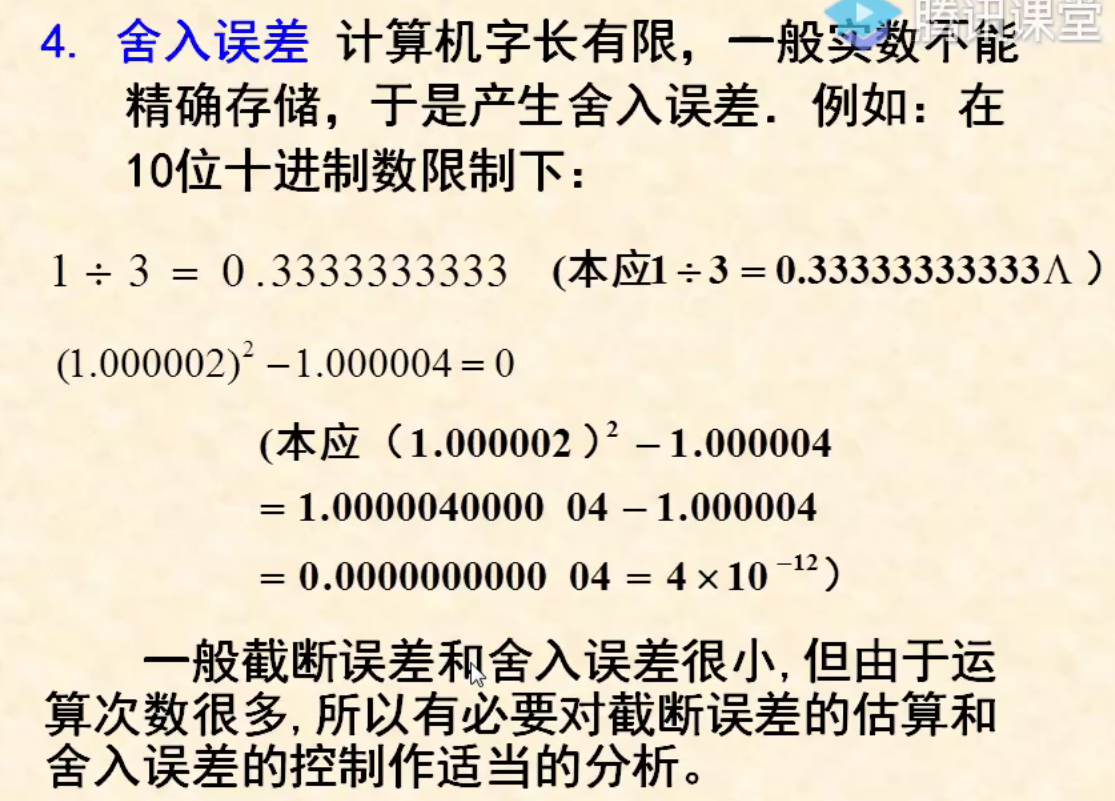 腾讯课堂
4. 舍入误差 计算机字长有限，一般实数不能
精确存储，于是产生舍入误差．例如：在
10位十进制数限制下：
1 ÷ 3 = 0.3333333333 (本应1 ÷ 3 = 0.33333333333Λ )
(1.000002)² − 1.000004 = 0
(本应（1.000002）² − 1.000004
= 1.0000040000 04 − 1.000004
= 0.0000000000 04 = 4 × 10⁻¹²)
一般截断误差和舍入误差很小,但由于运
算次数很多,所以有必要对截断误差的估算和
舍入误差的控制作适当的分析。